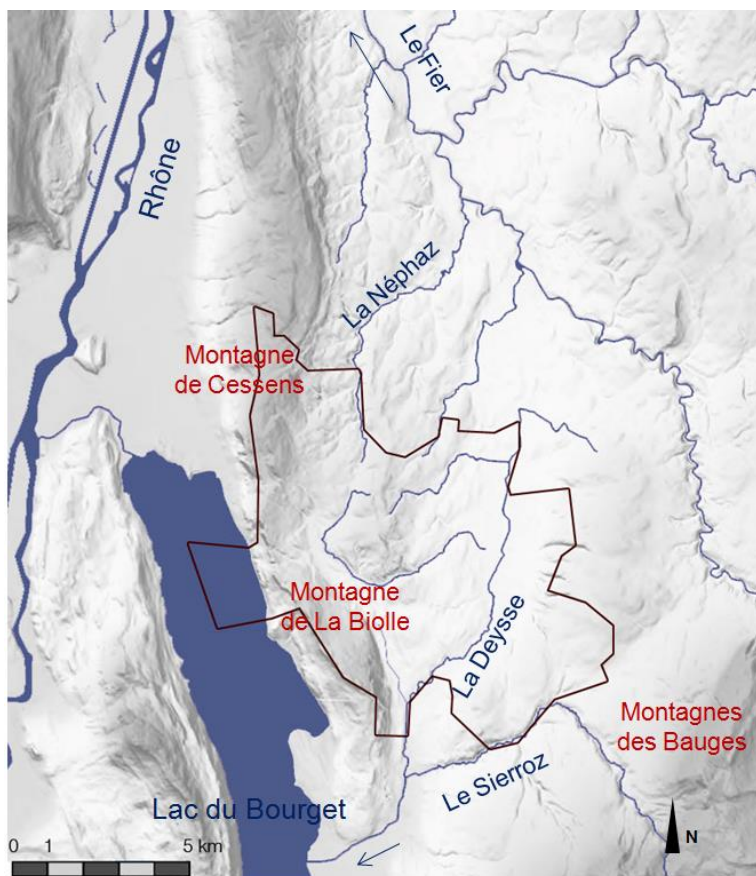 Le Fier
Rhône
La Néphaz
Montagne
de Cessens
Montagne
de La Biolle
La Deysse
Montagnes
des Bauges
Le Sierroz
Lac du Bourget
0 1 5 km
N